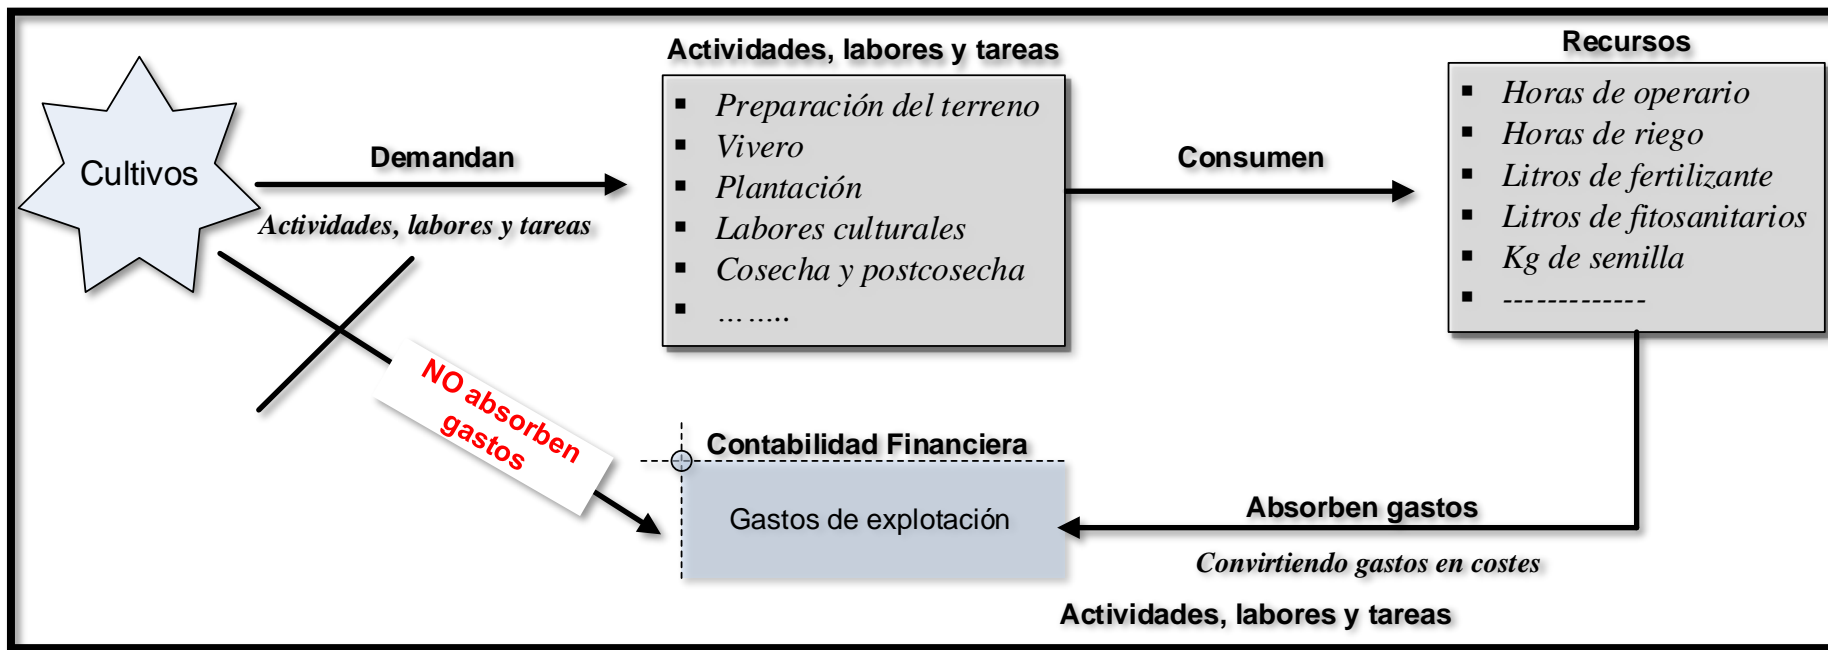 Actividades, labores y tareas
Recursos
Cultivos
Demandan
Actividades, labores y tareas
▪ Preparación del terreno
▪ Vivero
▪ Plantación
▪ Labores culturales
▪ Cosecha y postcosecha
▪ ……..
Consumen
▪ Horas de operario
▪ Horas de riego
▪ Litros de fertilizante
▪ Litros de fitosanitarios
▪ Kg de semilla
▪ -------------
NO absorben
gastos
Contabilidad Financiera
Gastos de explotación
Absorben gastos
Convirtiendo gastos en costes
Actividades, labores y tareas